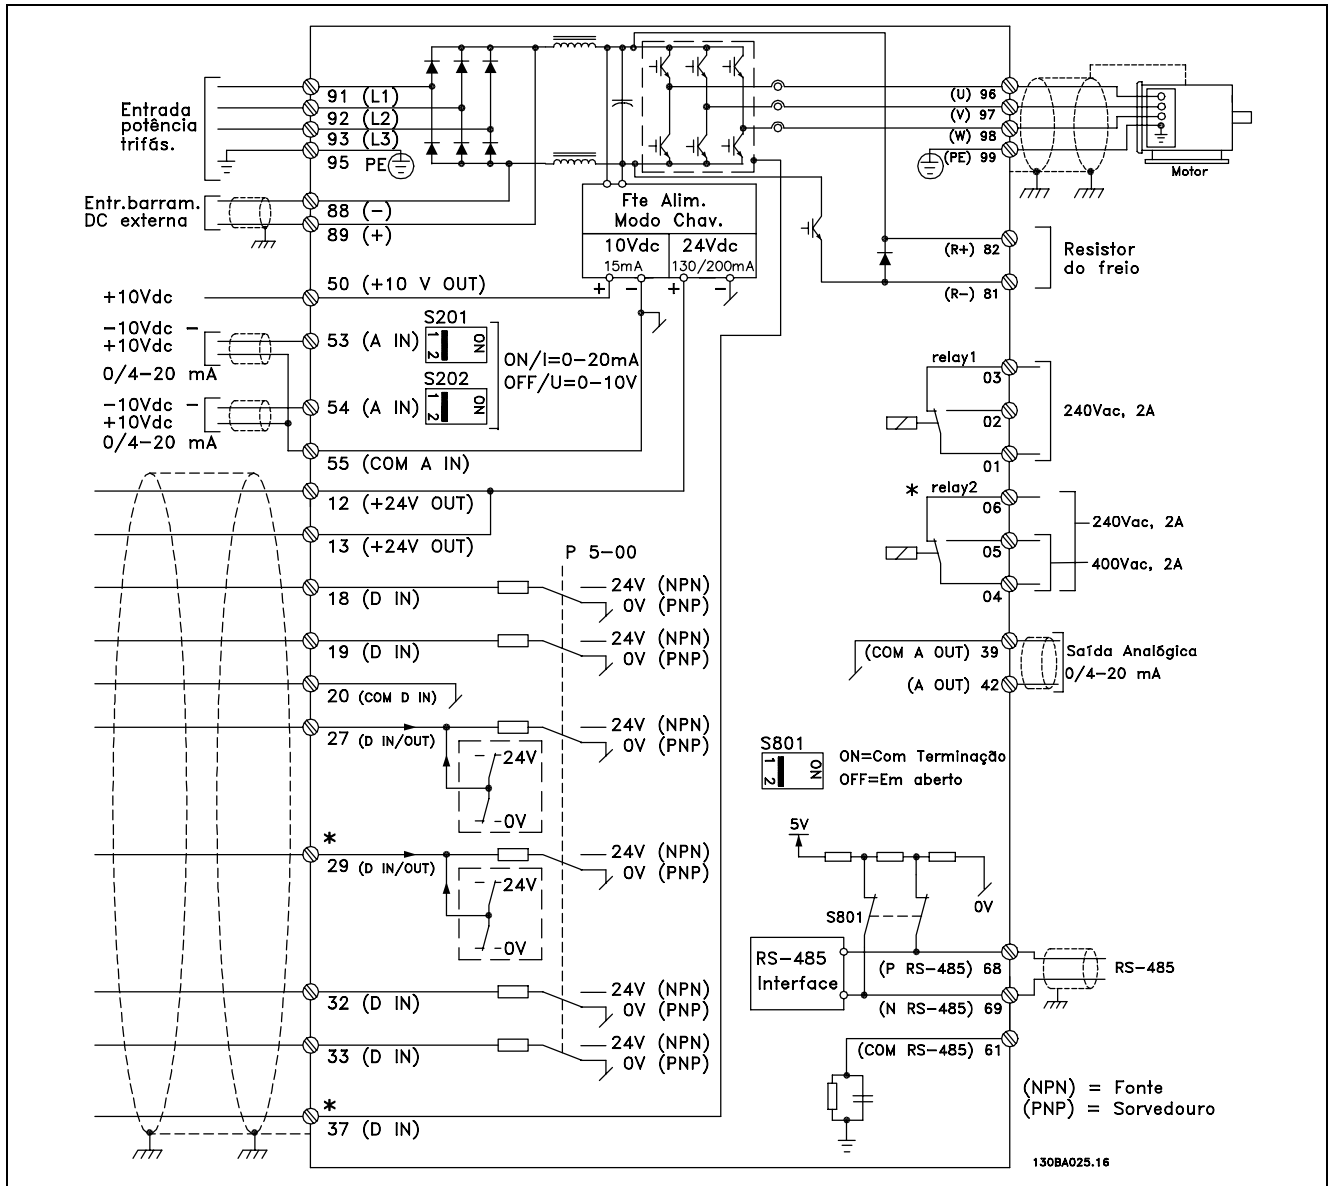 Entrada
potência
trifás.
91 (L1)
92 (L2)
93 (L3)
95 PE
Entr.barram.
DC externa
88 (-)
89 (+)
+10Vdc
50 (+10 V OUT)
-10Vdc -
+10Vdc
0/4-20 mA
53 (A IN)
S201
1 2
ON
ON/I=0-20mA
OFF/U=0-10V
-10Vdc -
+10Vdc
0/4-20 mA
54 (A IN)
S202
1 2
ON
55 (COM A IN)
12 (+24V OUT)
13 (+24V OUT)
P 5-00
18 (D IN)
24V (NPN)
0V (PNP)
19 (D IN)
24V (NPN)
0V (PNP)
20 (COM D IN)
27 (D IN/OUT)
24V (NPN)
0V (PNP)
24V
0V
*
29 (D IN/OUT)
24V (NPN)
0V (PNP)
24V
0V
32 (D IN)
24V (NPN)
0V (PNP)
33 (D IN)
24V (NPN)
0V (PNP)
*
37 (D IN)
Fte Alim.
Modo Chav.
10Vdc
15mA
24Vdc
130/200mA
+ - + -
(U) 96
(V) 97
(W) 98
(PE) 99
Motor
(R+) 82
(R-) 81
Resistor
do freio
relay1
03
02
01
240Vac, 2A
* relay2
06
05
04
240Vac, 2A
400Vac, 2A
(COM A OUT) 39
(A OUT) 42
Saída Analógica
0/4-20 mA
S801
1 2
ON
ON=Com Terminação
OFF=Em aberto
5V
0V
S801
RS-485
Interface
(P RS-485) 68
(N RS-485) 69
RS-485
(COM RS-485) 61
(NPN) = Fonte
(PNP) = Sorvedouro
130BA025.16